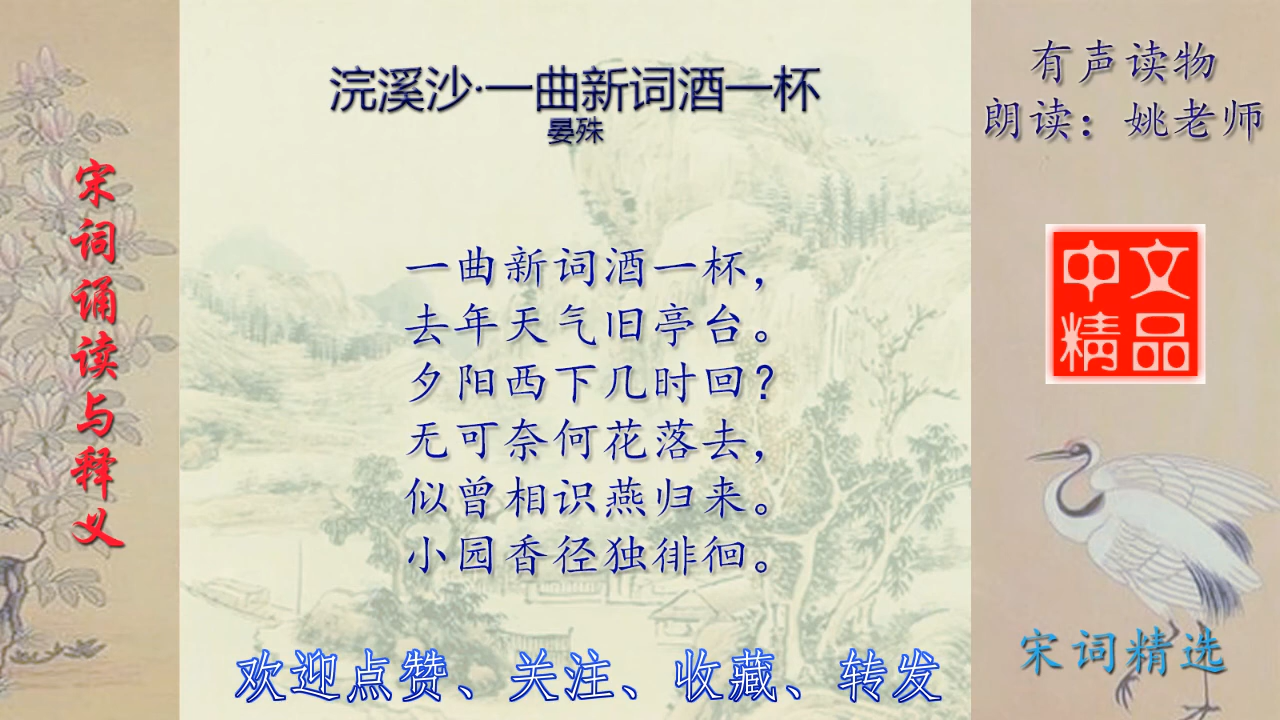 浣溪沙·一曲新词酒一杯
晏殊
一曲新词酒一杯，
去年天气旧亭台。
夕阳西下几时回？
无可奈何花落去，
似曾相识燕归来。
小园香径独徘徊。
欢迎点赞、关注、收藏、转发
宋词诵读与释义
有声读物
朗读：姚老师
中文
精品
宋词精选